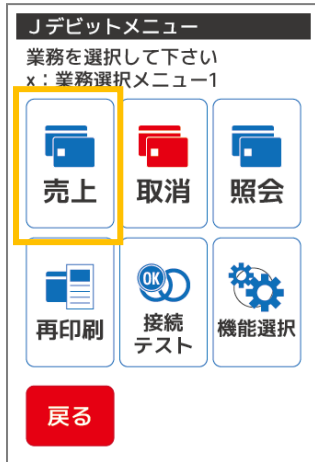 Jデビットメニュー
業務を選択して下さい
x：業務選択メニュー1
売上
取消
照会
再印刷
OK
接続
テスト
機能選択
戻る